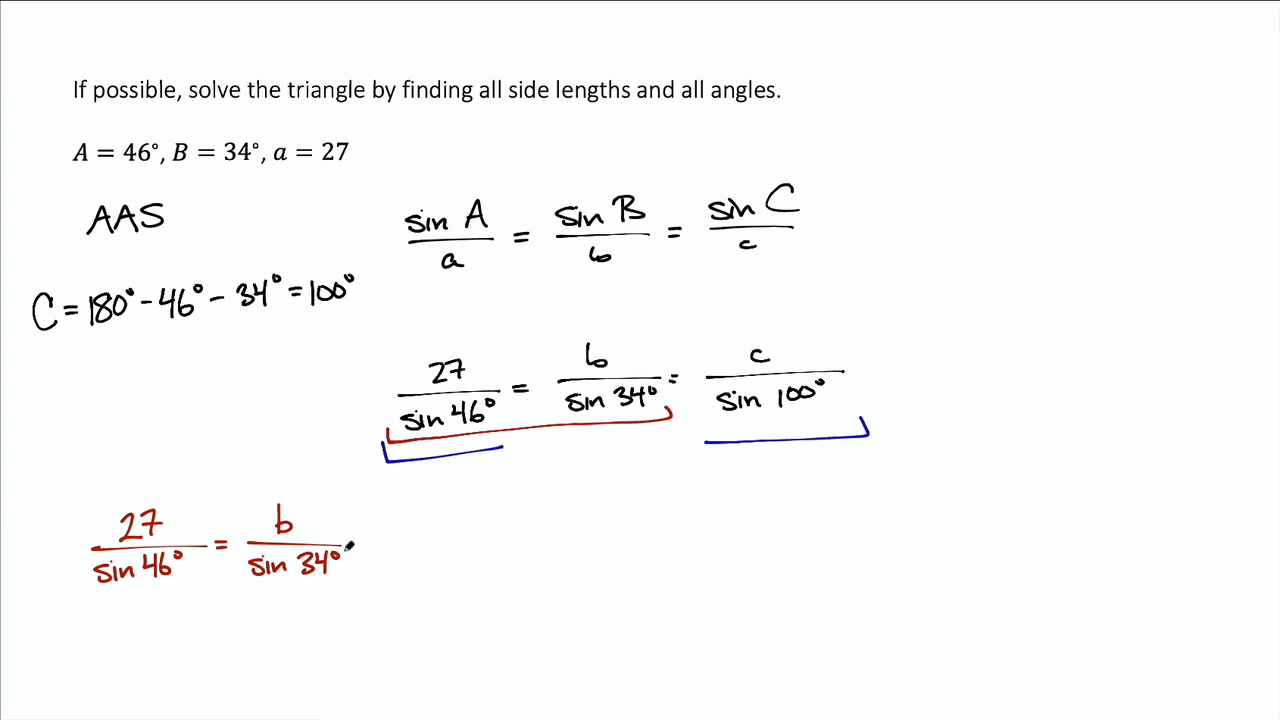 If possible, solve the triangle by finding all side lengths and all angles.
A = 46°, B = 34°, a = 27
AAS
sin A / a = sin B / b = sin C / c
C = 180° - 46° - 34° = 100°
27 / sin 46° = b / sin 34° = c / sin 100°
27 / sin 46° = b / sin 34°